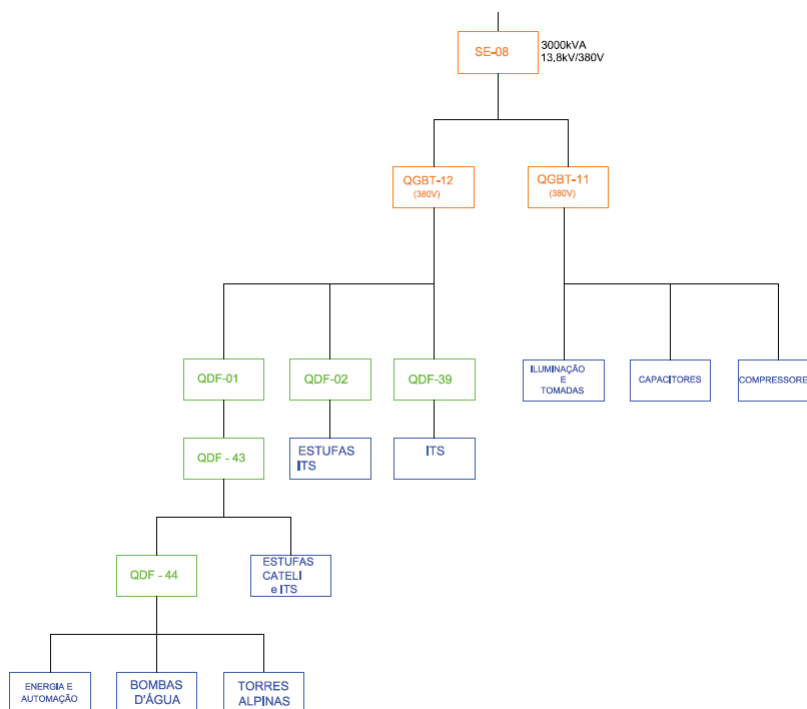 SE-08
3000kVA
13,8kV/380V
QGBT-12
(380V)
QGBT-11
(380V)
QDF-01
QDF-02
QDF-39
ILUMINAÇÃO
E
TOMADAS
CAPACITORES
COMPRESSORE
QDF - 43
ESTUFAS
ITS
ITS
QDF - 44
ESTUFAS
CATELI
e ITS
ENERGIA E
AUTOMAÇÃO
BOMBAS
D'ÁGUA
TORRES
ALPINAS